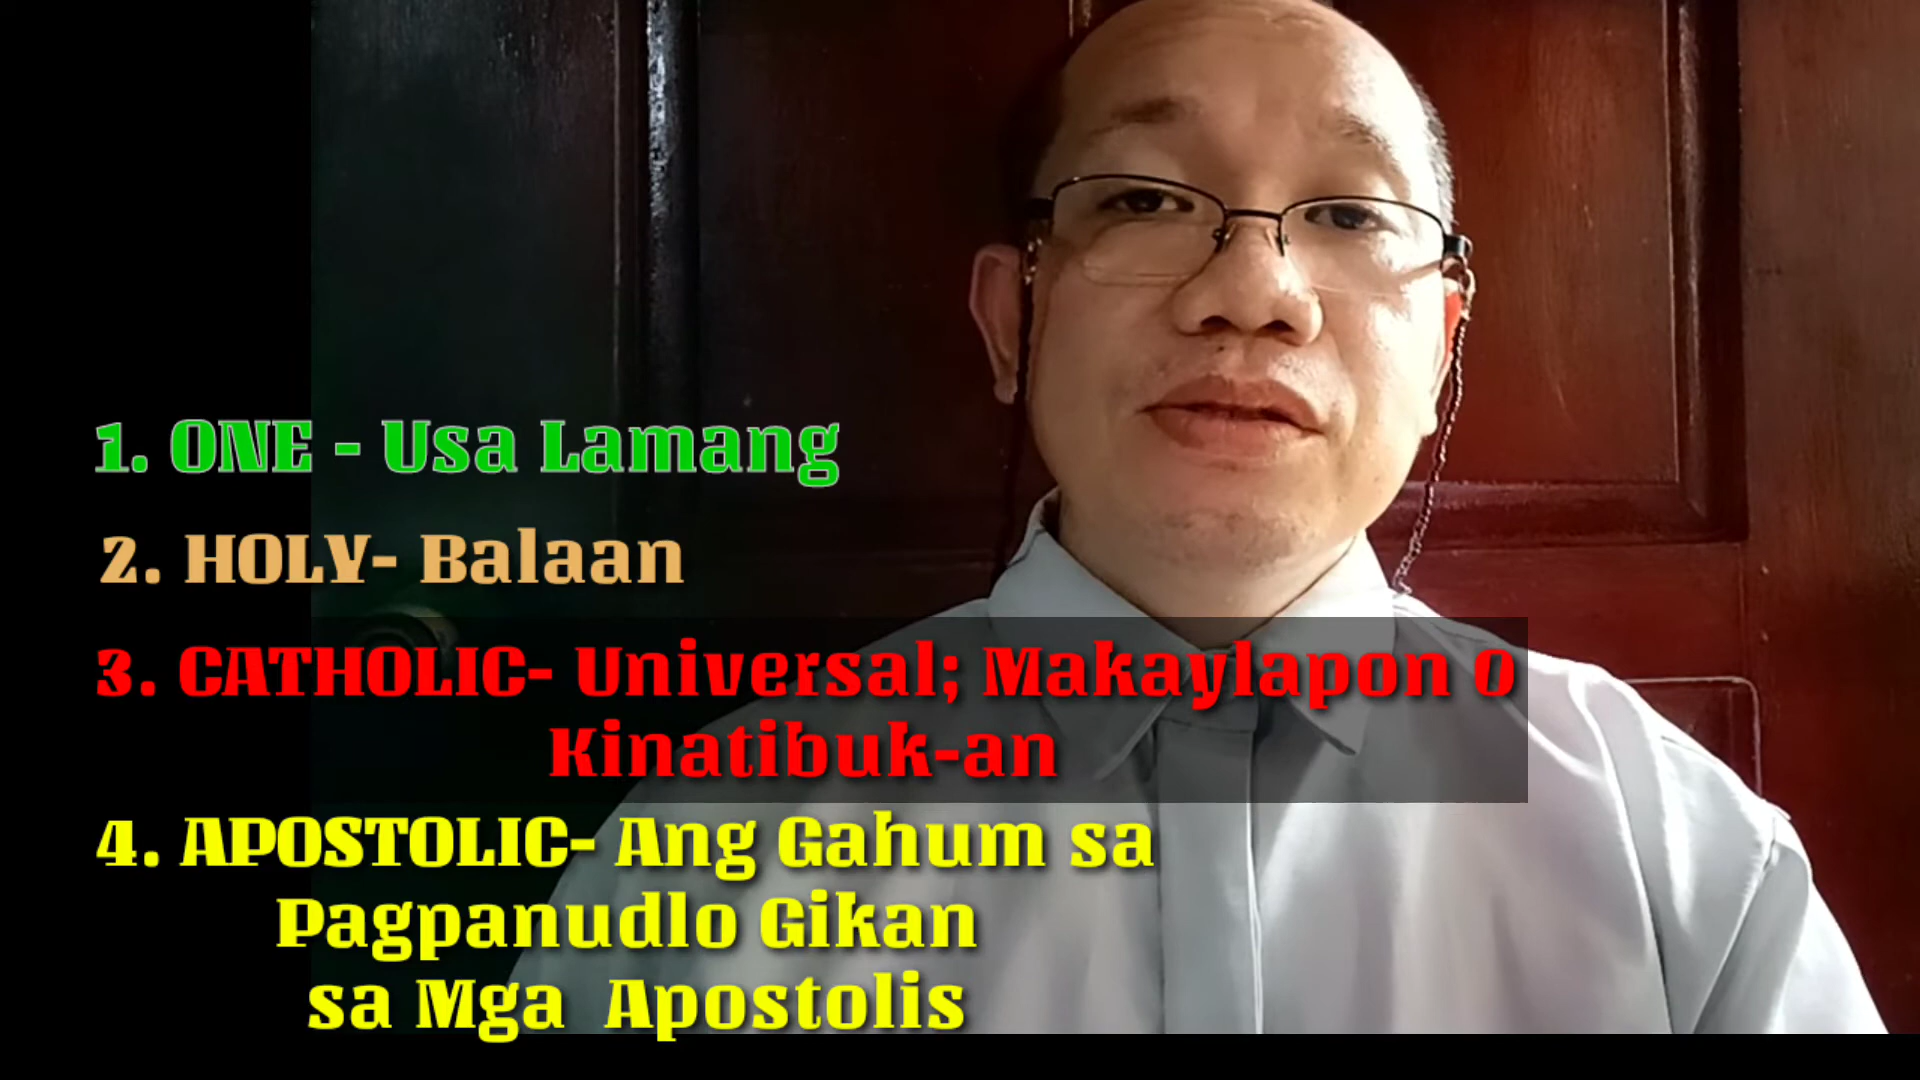 1. ONE - Usa Lamang
2. HOLY- Balaan
3. CATHOLIC- Universal; Makaylapon O
Kinatibuk-an
4. APOSTOLIC- Ang Gahum sa
Pagpanudlo Gikan
sa Mga Apostolis